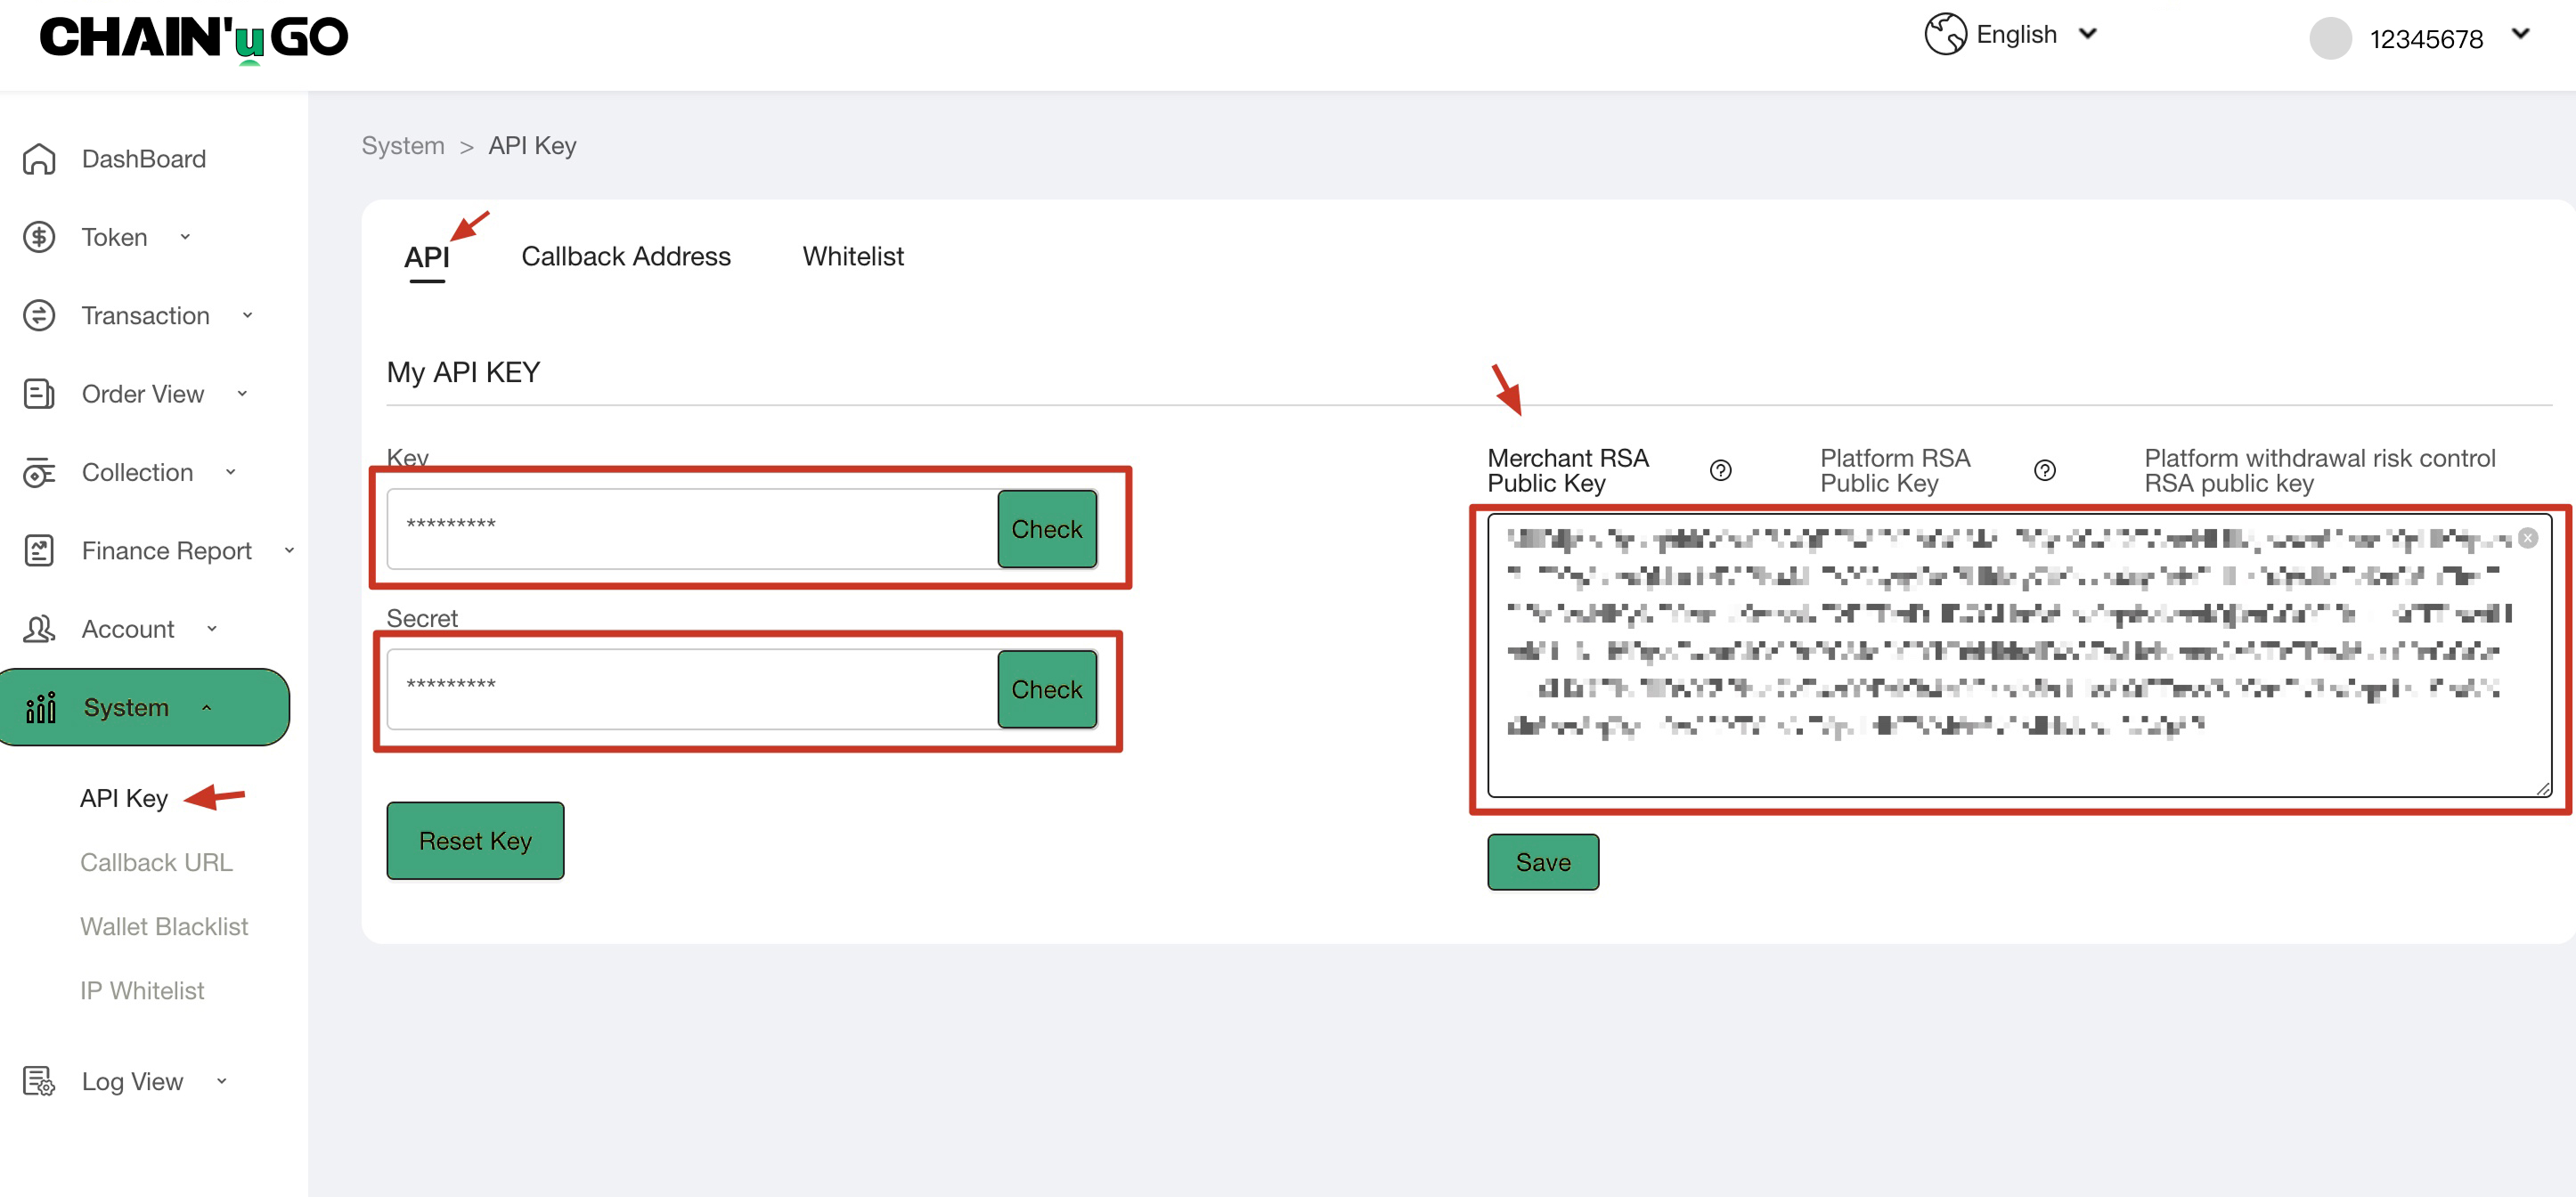 CHAIN'uGO
English
12345678
DashBoard
Token
Transaction
Order View
Collection
Finance Report
Account
System
API Key
Callback URL
Wallet Blacklist
IP Whitelist
Log View
System > API Key
API
Callback Address
Whitelist
My API KEY
Key
*********
Check
Secret
*********
Check
Reset Key
Merchant RSA
Public Key
Platform RSA
Public Key
Platform withdrawal risk control
RSA public key
Save